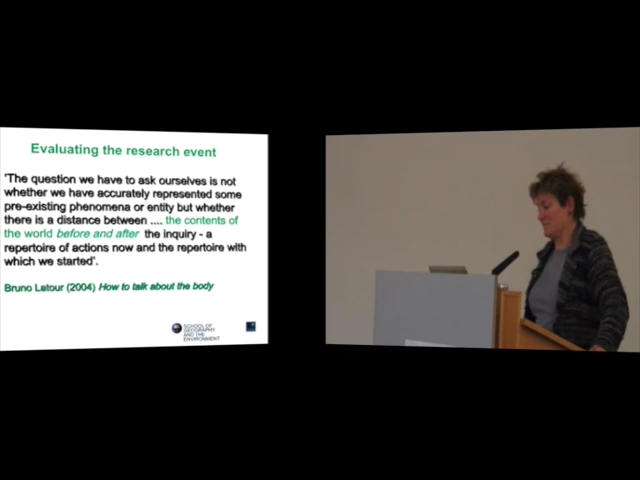 Evaluating the research event
'The question we have to ask ourselves is not
whether we have accurately represented some
pre-existing phenomena or entity but whether
there is a distance between .... the contents of
the world before and after the inquiry - a
repertoire of actions now and the repertoire with
which we started'.
Bruno Latour (2004) How to talk about the body
SCHOOL OF
GEOGRAPHY
AND THE
ENVIRONMENT